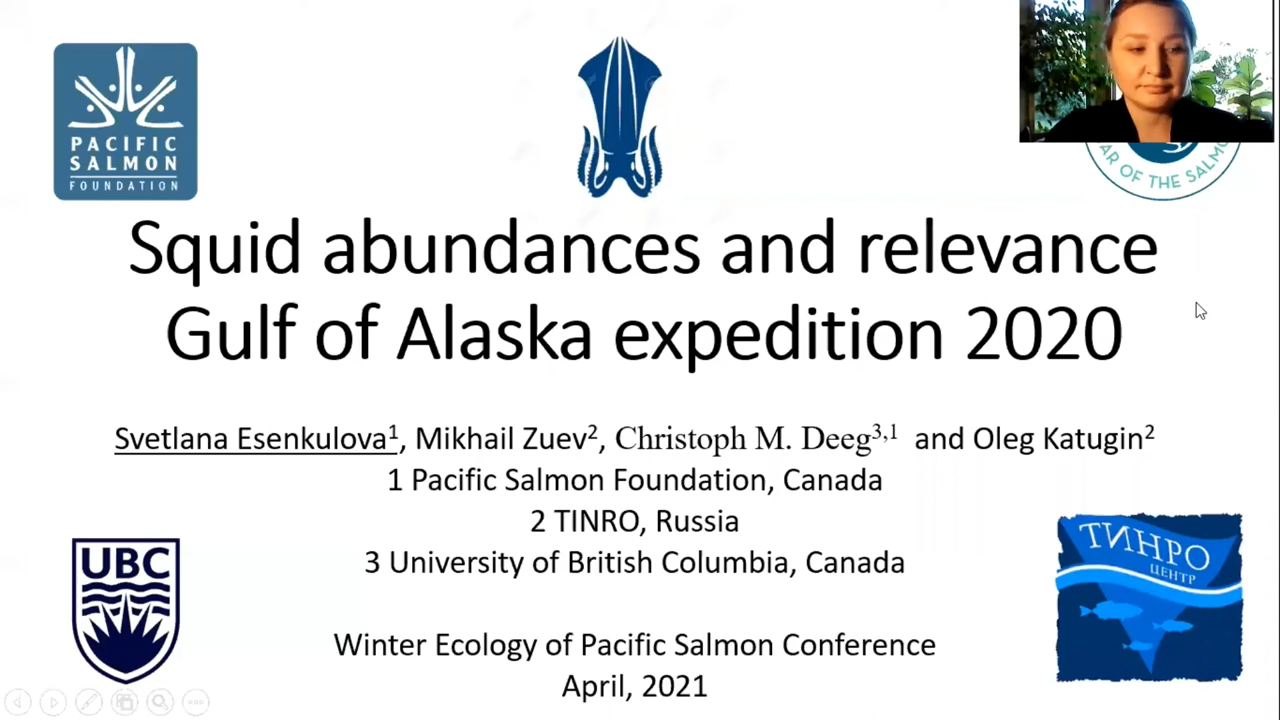 PACIFIC
SALMON
FOUNDATION
AR OF THE SALMO
Squid abundances and relevance
Gulf of Alaska expedition 2020
Svetlana Esenkulova1, Mikhail Zuev2, Christoph M. Deeg3,1 and Oleg Katugin2
1 Pacific Salmon Foundation, Canada
2 TINRO, Russia
3 University of British Columbia, Canada
UBC
ТИНРО
ЦЕНТР
Winter Ecology of Pacific Salmon Conference
April, 2021